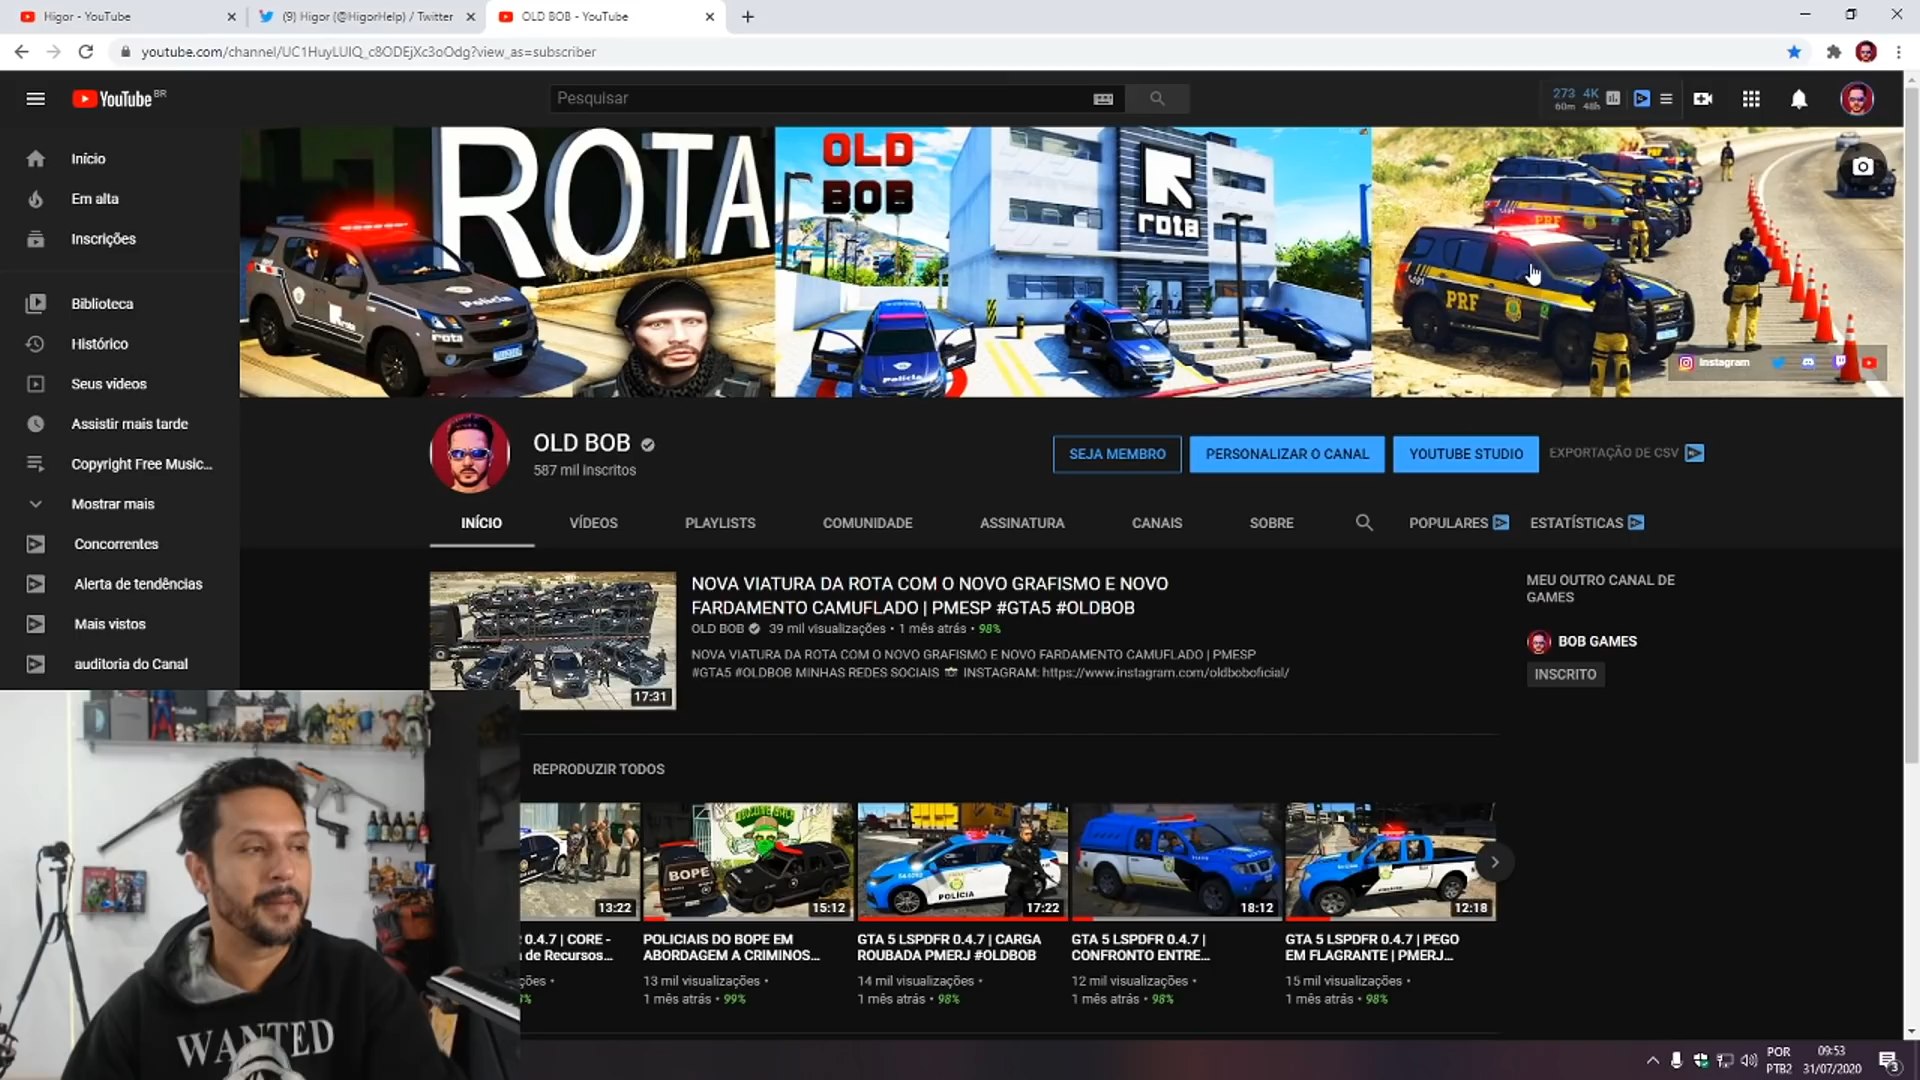 Higor - YouTube
(9) Higor (@HigorHelp) / Twitter
OLD BOB - YouTube
youtube.com/channel/UC1HuyLUIQ_c8ODEjXc3oOdg?view_as=subscriber
YouTube BR
Pesquisar
273 4K
60m 48h
Início
Em alta
Inscrições
Biblioteca
Histórico
Seus vídeos
Assistir mais tarde
Copyright Free Music...
Mostrar mais
Concorrentes
Alerta de tendências
Mais vistos
auditoria do Canal
ROTA
Polícia
rota
OLD
BOB
rota
Polícia
PRF
PRF
Instagram
OLD BOB
587 mil inscritos
SEJA MEMBRO
PERSONALIZAR O CANAL
YOUTUBE STUDIO
EXPORTAÇÃO DE CSV
INÍCIO
VÍDEOS
PLAYLISTS
COMUNIDADE
ASSINATURA
CANAIS
SOBRE
POPULARES
ESTATÍSTICAS
NOVA VIATURA DA ROTA COM O NOVO GRAFISMO E NOVO
FARDAMENTO CAMUFLADO | PMESP #GTA5 #OLDBOB
OLD BOB 39 mil visualizações • 1 mês atrás • 98%
NOVA VIATURA DA ROTA COM O NOVO GRAFISMO E NOVO FARDAMENTO CAMUFLADO | PMESP
#GTA5 #OLDBOB MINHAS REDES SOCIAIS INSTAGRAM: https://www.instagram.com/oldboboficial/
17:31
MEU OUTRO CANAL DE
GAMES
BOB GAMES
INSCRITO
REPRODUZIR TODOS
BOPE
POLÍCIA
13:22
15:12
17:22
18:12
12:18
0.4.7 | CORE -
de Recursos...
POLICIAIS DO BOPE EM
ABORDAGEM A CRIMINOS...
13 mil visualizações •
1 mês atrás • 99%
GTA 5 LSPDFR 0.4.7 | CARGA
ROUBADA PMERJ #OLDBOB
14 mil visualizações •
1 mês atrás • 98%
GTA 5 LSPDFR 0.4.7 |
CONFRONTO ENTRE...
12 mil visualizações •
1 mês atrás • 98%
GTA 5 LSPDFR 0.4.7 | PEGO
EM FLAGRANTE | PMERJ...
15 mil visualizações •
1 mês atrás • 98%
WANTED
POR
PTB2
09:53
31/07/2020
3